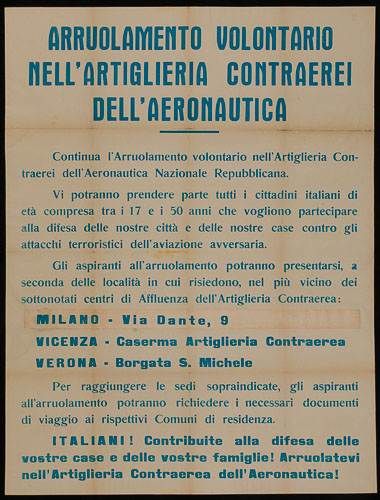 ARRUOLAMENTO VOLONTARIO
NELL'ARTIGLIERIA CONTRAEREI
DELL'AERONAUTICA
Continua l'Arruolamento volontario nell'Artiglieria Con-
traerei dell'Aeronautica Nazionale Repubblicana.
Vi potranno prendere parte tutti i cittadini italiani di
età compresa tra i 17 e i 50 anni che vogliono partecipare
alla difesa delle nostre città e delle nostre case contro gli
attacchi terroristici dell'aviazione avversaria.
Gli aspiranti all'arruolamento potranno presentarsi, a
seconda delle località in cui risiedono, nel più vicino dei
sottonotati centri di Affluenza dell'Artiglieria Contraerea:
MILANO - Via Dante, 9
VICENZA - Caserma Artiglieria Contraerea
VERONA - Borgata S. Michele
Per raggiungere le sedi sopraindicate, gli aspiranti
all'arruolamento potranno richiedere i necessari documenti
di viaggio ai rispettivi Comuni di residenza.
ITALIANI! Contribuite alla difesa delle
vostre case e delle vostre famiglie! Arruolatevi
nell'Artiglieria Contraerea dell'Aeronautica!